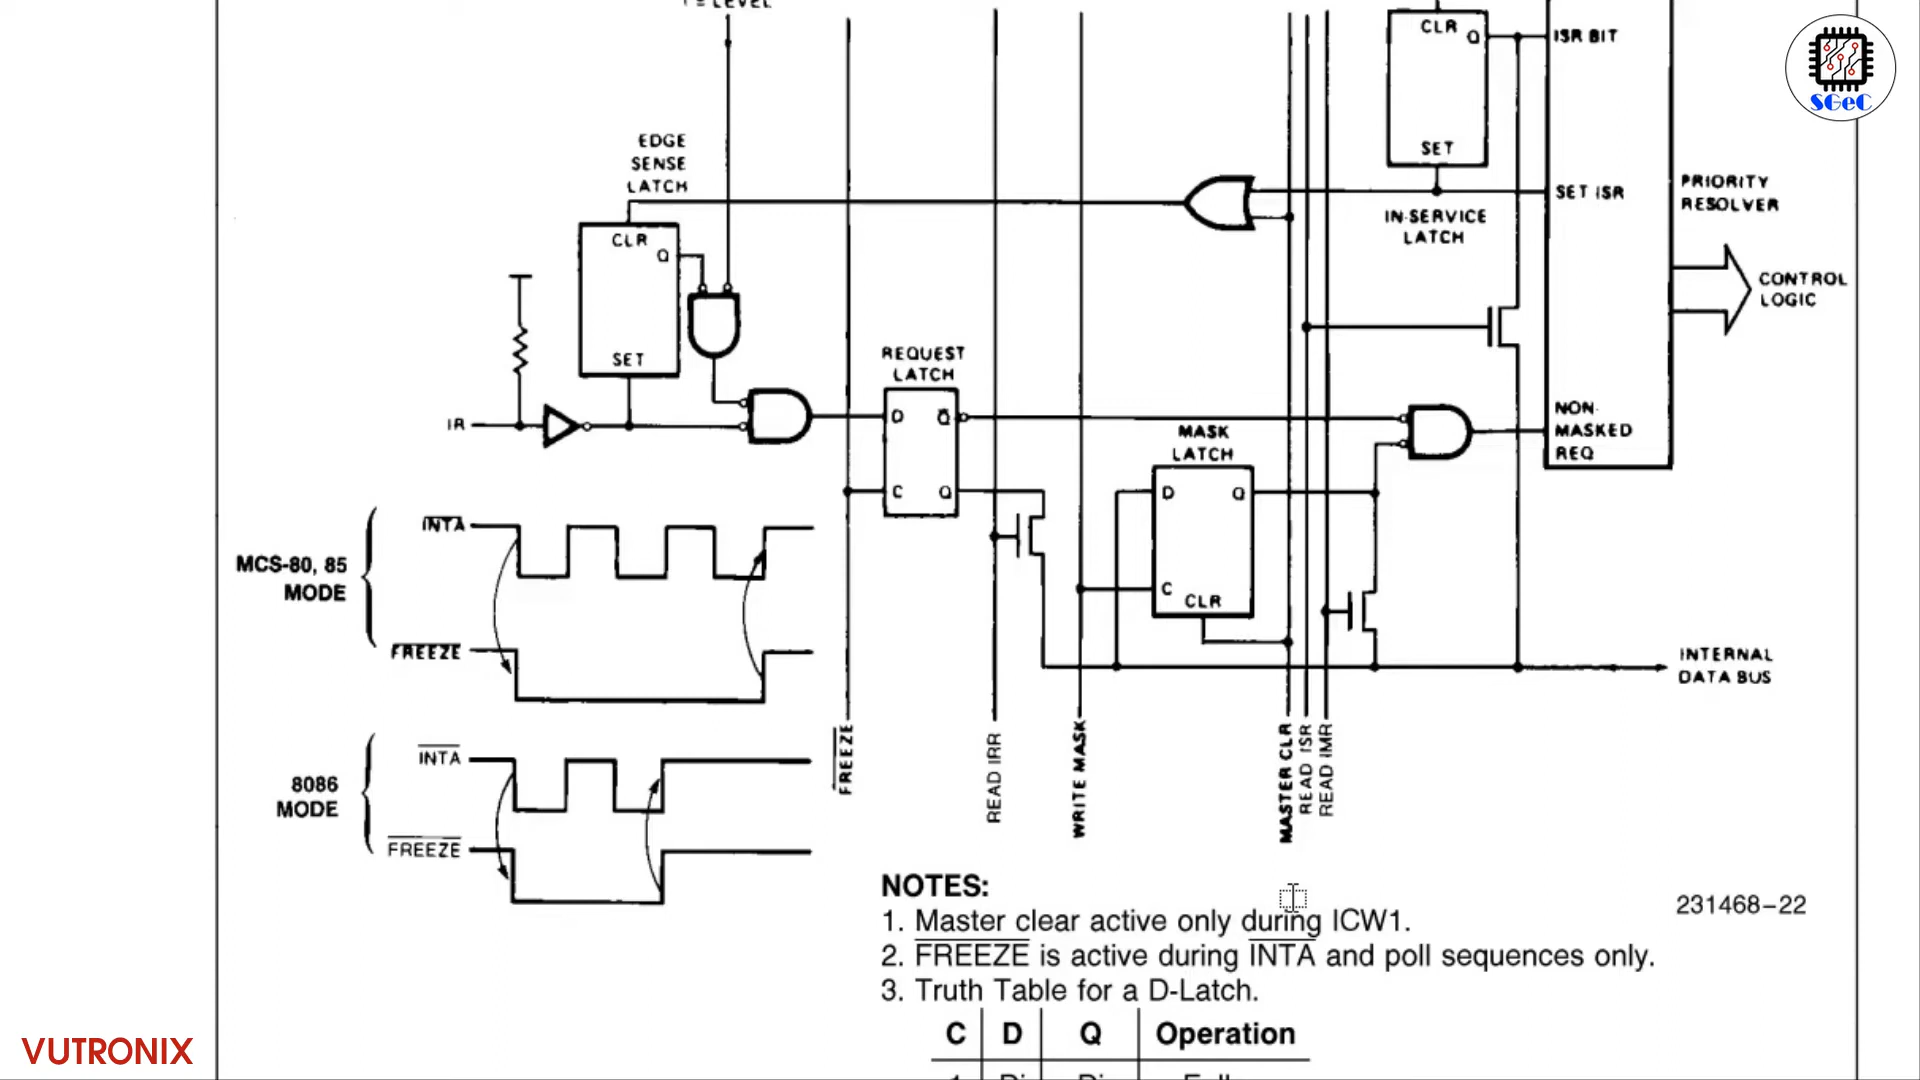 1 = LEVEL
CLR
Q
ISR BIT
SGeC
EDGE
SENSE
LATCH
SET
SET ISR
PRIORITY
RESOLVER
IN-SERVICE
LATCH
CLR
Q
CONTROL
LOGIC
REQUEST
LATCH
SET
IR
D
Q
NON-
MASKED
REQ
MASK
LATCH
C
Q
D
Q
INTA
MCS-80, 85
MODE
C
CLR
FREEZE
INTERNAL
DATA BUS
FREEZE
READ IRR
WRITE MASK
MASTER CLR
READ ISR
READ IMR
INTA
8086
MODE
FREEZE
NOTES:
231468–22
1. Master clear active only during ICW1.
2. FREEZE is active during INTA and poll sequences only.
3. Truth Table for a D-Latch.
C D Q Operation
VUTRONIX